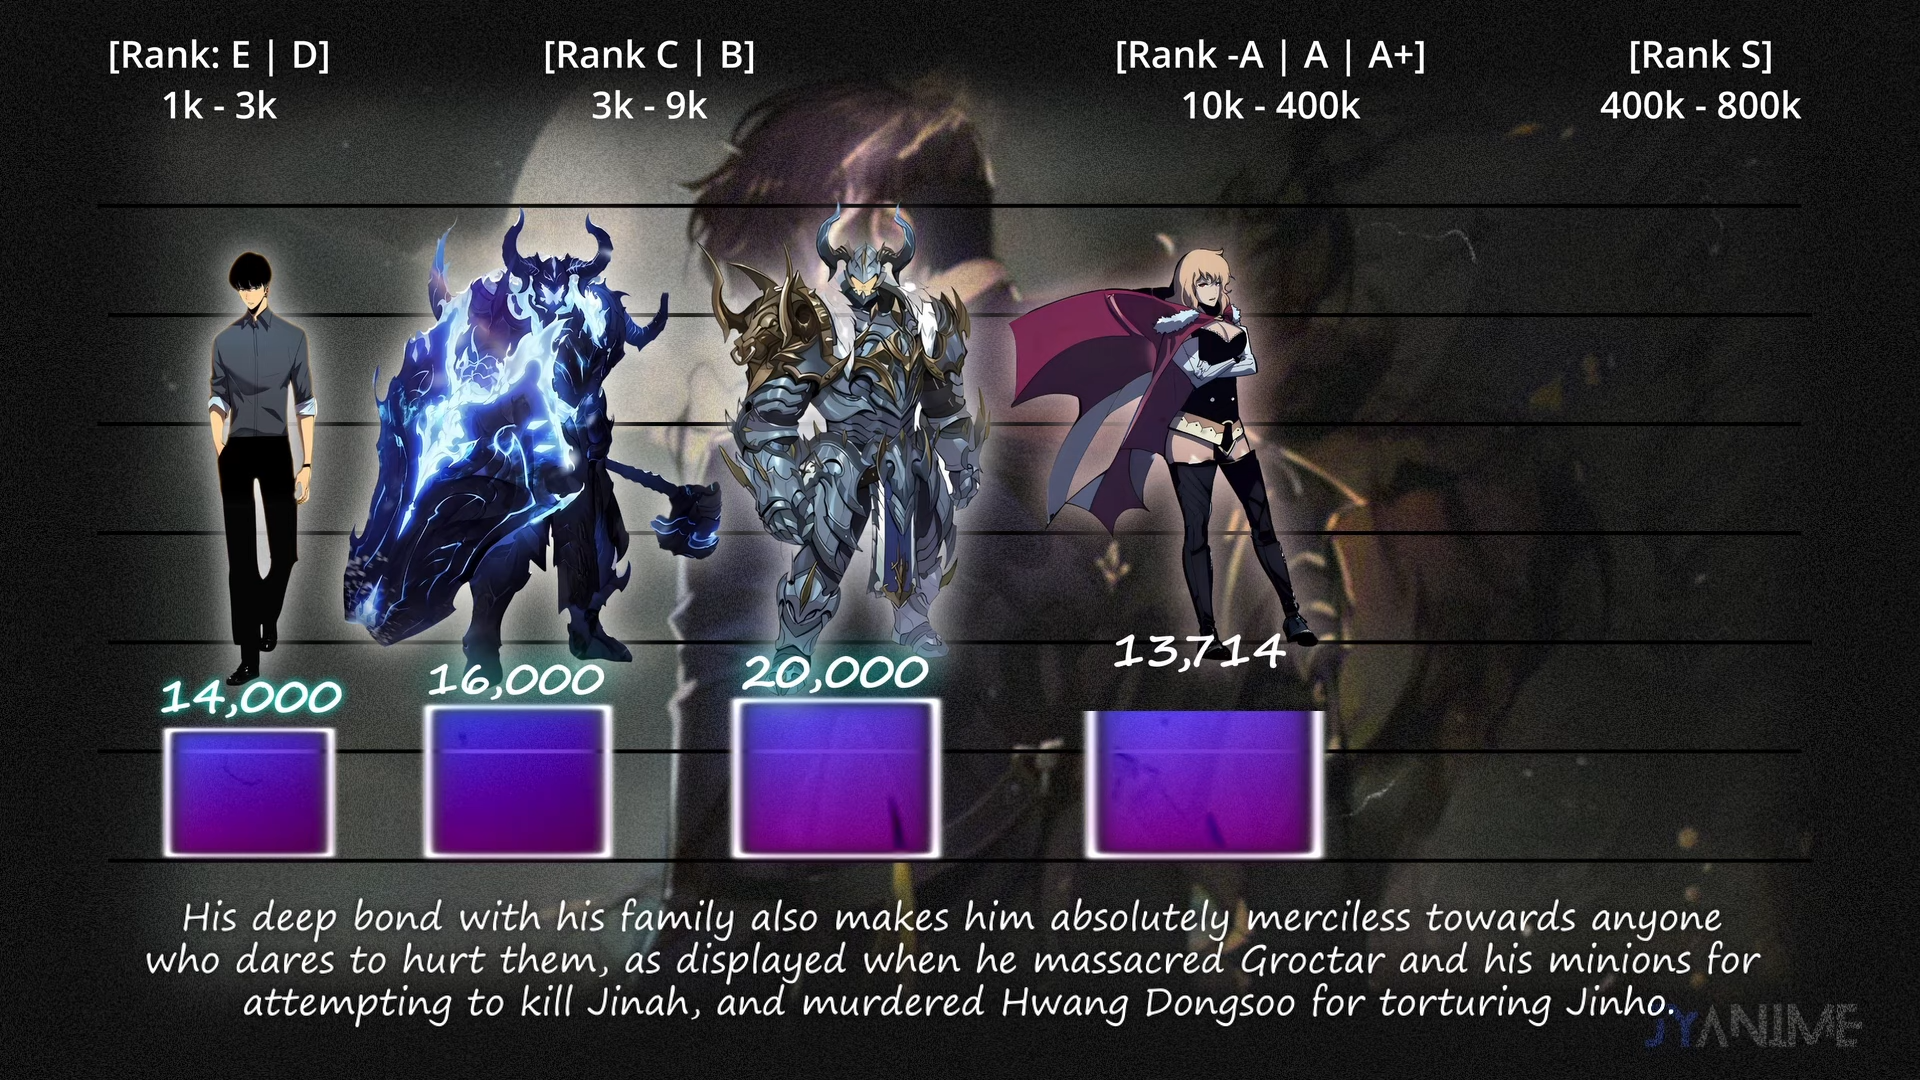 [Rank: E | D]
1k - 3k
[Rank C | B]
3k - 9k
[Rank -A | A | A+]
10k - 400k
[Rank S]
400k - 800k
14,000
16,000
20,000
13,714
His deep bond with his family also makes him absolutely merciless towards anyone
who dares to hurt them, as displayed when he massacred Groctar and his minions for
attempting to kill Jinah, and murdered Hwang Dongsoo for torturing Jinho.
JYANIME